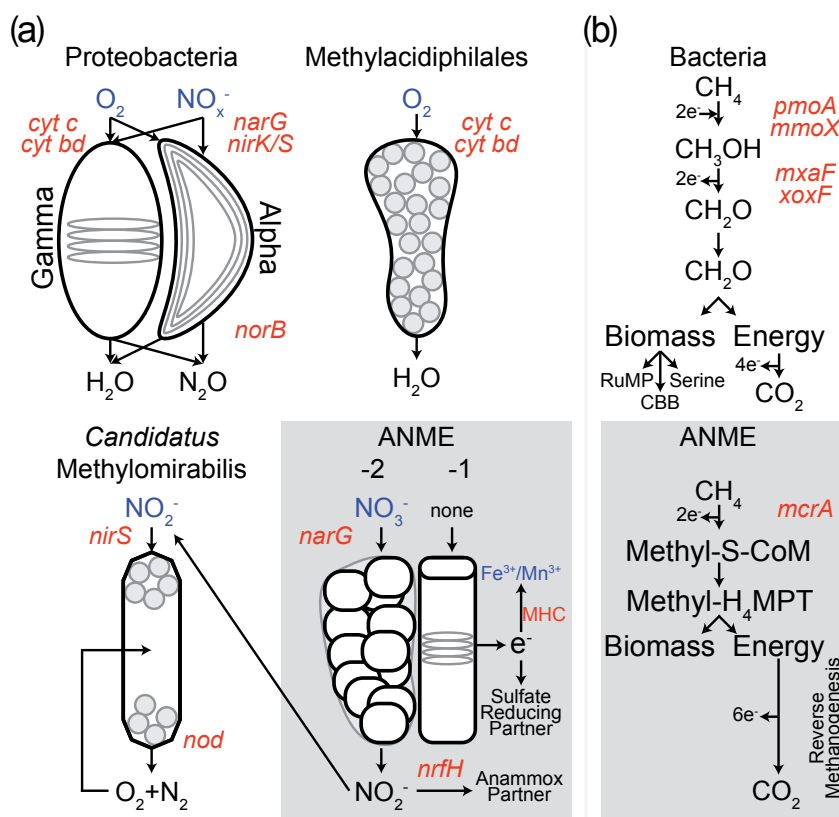 (a)
Proteobacteria
O₂
NOₓ⁻
cyt c
cyt bd
narG
nirK/S
Gamma
Alpha
norB
H₂O
N₂O
Methylacidiphilales
O₂
cyt c
cyt bd
H₂O
Candidatus
Methylomirabilis
NO₂⁻
nirS
nod
O₂+N₂
ANME
-2 -1
NO₃⁻
none
narG
Fe³⁺/Mn³⁺
MHC
e⁻
Sulfate
Reducing
Partner
NO₂⁻
nrfH
Anammox
Partner
(b)
Bacteria
CH₄
2e⁻
pmoA
mmoX
CH₃OH
2e⁻
mxaF
xoxF
CH₂O
CH₂O
Biomass Energy
RuMP
CBB
Serine
4e⁻
CO₂
ANME
CH₄
2e⁻
mcrA
Methyl-S-CoM
Methyl-H₄MPT
Biomass Energy
6e⁻
Reverse
Methanogenesis
CO₂